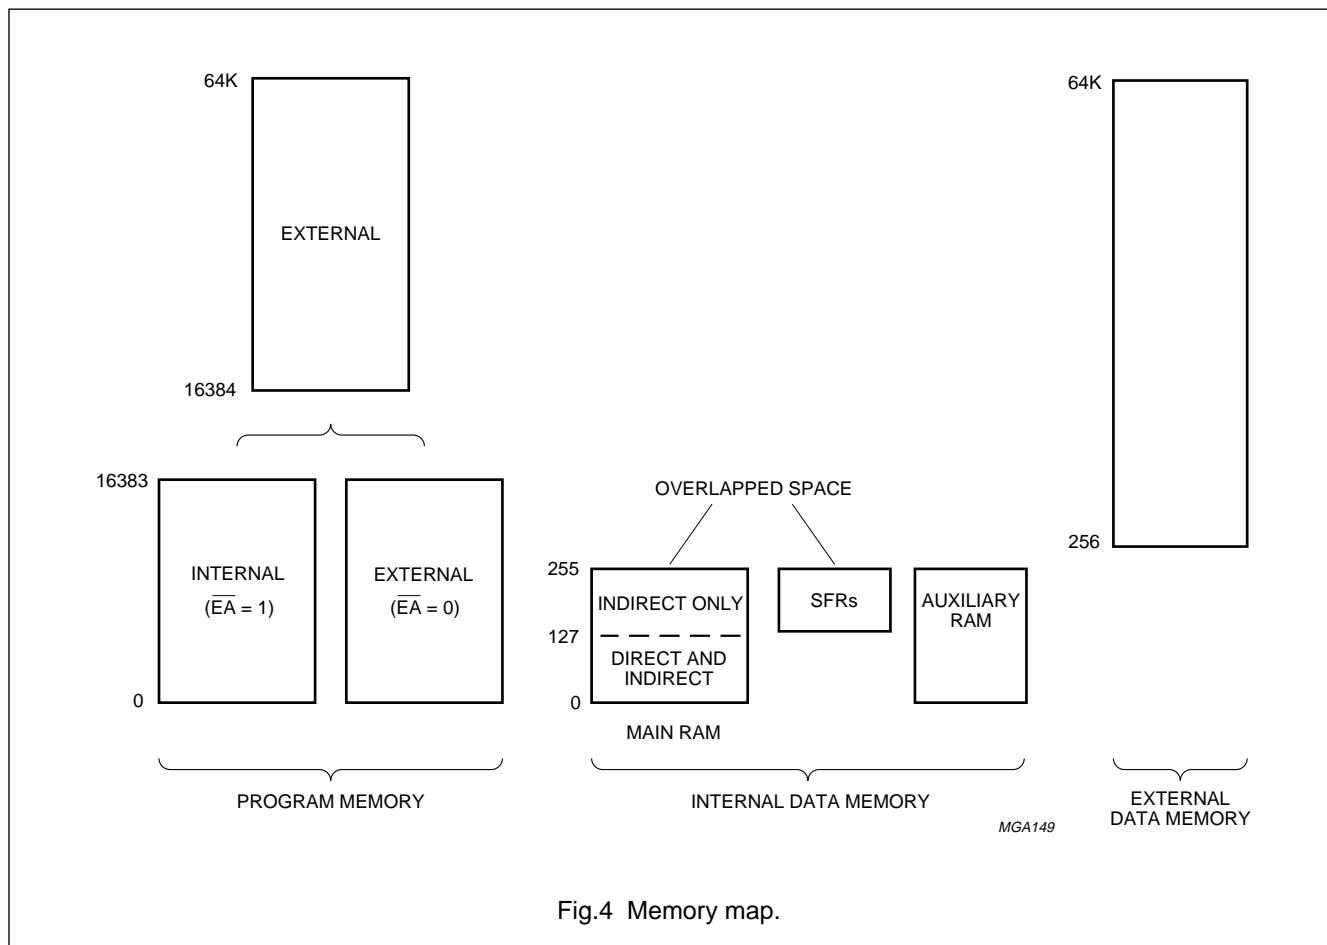 64K
EXTERNAL
16384
16383
INTERNAL
(EA = 1)
EXTERNAL
(EA = 0)
0
PROGRAM MEMORY
OVERLAPPED SPACE
255
INDIRECT ONLY
127
DIRECT AND
INDIRECT
0
MAIN RAM
SFRs
AUXILIARY
RAM
INTERNAL DATA MEMORY
64K
256
EXTERNAL
DATA MEMORY
MGA149
Fig.4 Memory map.